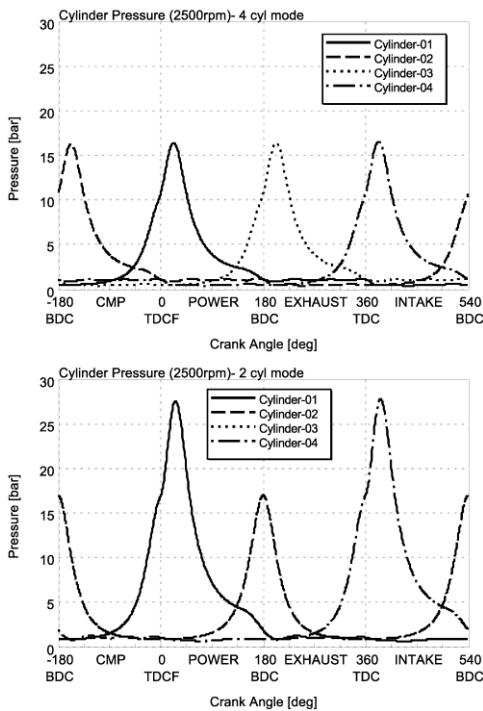 Cylinder Pressure (2500rpm)- 4 cyl mode
30
25
20
15
10
5
0
Pressure [bar]
Cylinder-01
Cylinder-02
Cylinder-03
Cylinder-04
-180 CMP 0 POWER 180 EXHAUST 360 INTAKE 540
BDC TDCF BDC TDC BDC
Crank Angle [deg]
Cylinder Pressure (2500rpm)- 2 cyl mode
30
25
20
15
10
5
0
Pressure [bar]
Cylinder-01
Cylinder-02
Cylinder-03
Cylinder-04
-180 CMP 0 POWER 180 EXHAUST 360 INTAKE 540
BDC TDCF BDC TDC BDC
Crank Angle [deg]